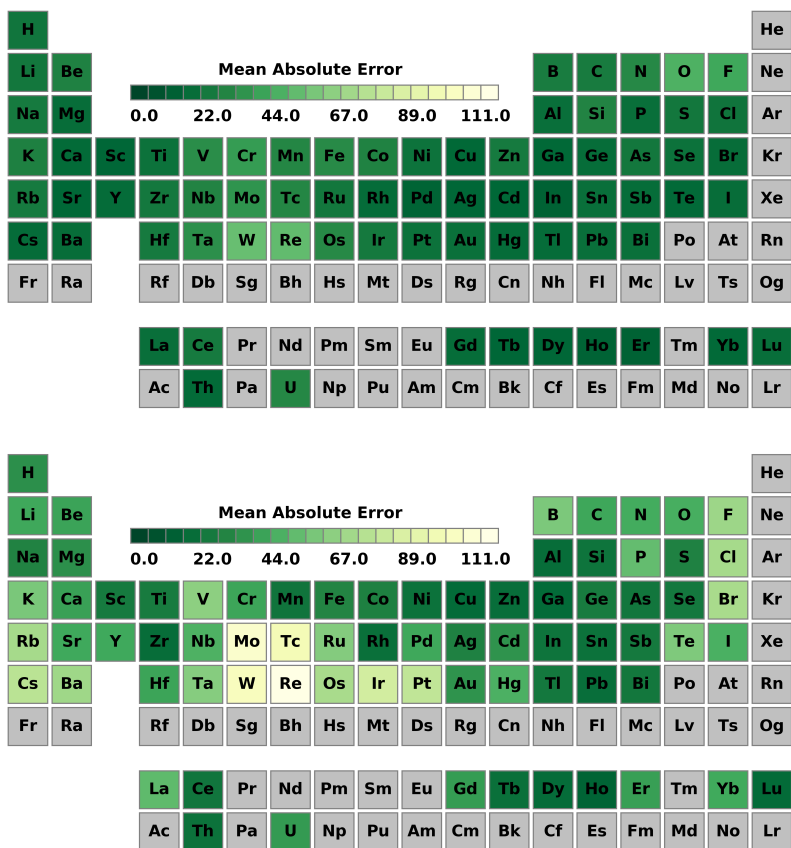 H He
Mean Absolute Error
Li Be B C N O F Ne
0.0 22.0 44.0 67.0 89.0 111.0
Na Mg Al Si P S Cl Ar
K Ca Sc Ti V Cr Mn Fe Co Ni Cu Zn Ga Ge As Se Br Kr
Rb Sr Y Zr Nb Mo Tc Ru Rh Pd Ag Cd In Sn Sb Te I Xe
Cs Ba Hf Ta W Re Os Ir Pt Au Hg Tl Pb Bi Po At Rn
Fr Ra Rf Db Sg Bh Hs Mt Ds Rg Cn Nh Fl Mc Lv Ts Og
La Ce Pr Nd Pm Sm Eu Gd Tb Dy Ho Er Tm Yb Lu
Ac Th Pa U Np Pu Am Cm Bk Cf Es Fm Md No Lr
H He
Mean Absolute Error
Li Be B C N O F Ne
0.0 22.0 44.0 67.0 89.0 111.0
Na Mg Al Si P S Cl Ar
K Ca Sc Ti V Cr Mn Fe Co Ni Cu Zn Ga Ge As Se Br Kr
Rb Sr Y Zr Nb Mo Tc Ru Rh Pd Ag Cd In Sn Sb Te I Xe
Cs Ba Hf Ta W Re Os Ir Pt Au Hg Tl Pb Bi Po At Rn
Fr Ra Rf Db Sg Bh Hs Mt Ds Rg Cn Nh Fl Mc Lv Ts Og
La Ce Pr Nd Pm Sm Eu Gd Tb Dy Ho Er Tm Yb Lu
Ac Th Pa U Np Pu Am Cm Bk Cf Es Fm Md No Lr